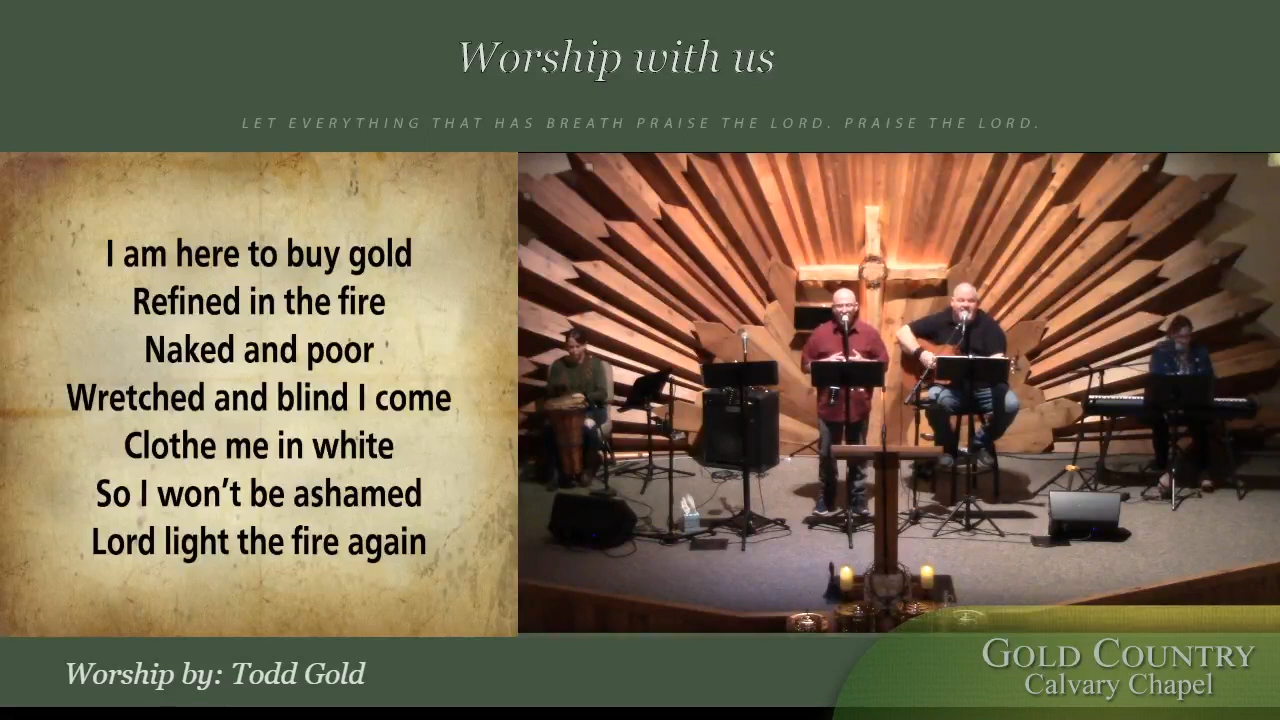 Worship with us
LET EVERYTHING THAT HAS BREATH PRAISE THE LORD. PRAISE THE LORD.
I am here to buy gold
Refined in the fire
Naked and poor
Wretched and blind I come
Clothe me in white
So I won't be ashamed
Lord light the fire again
Worship by: Todd Gold
GOLD COUNTRY
Calvary Chapel